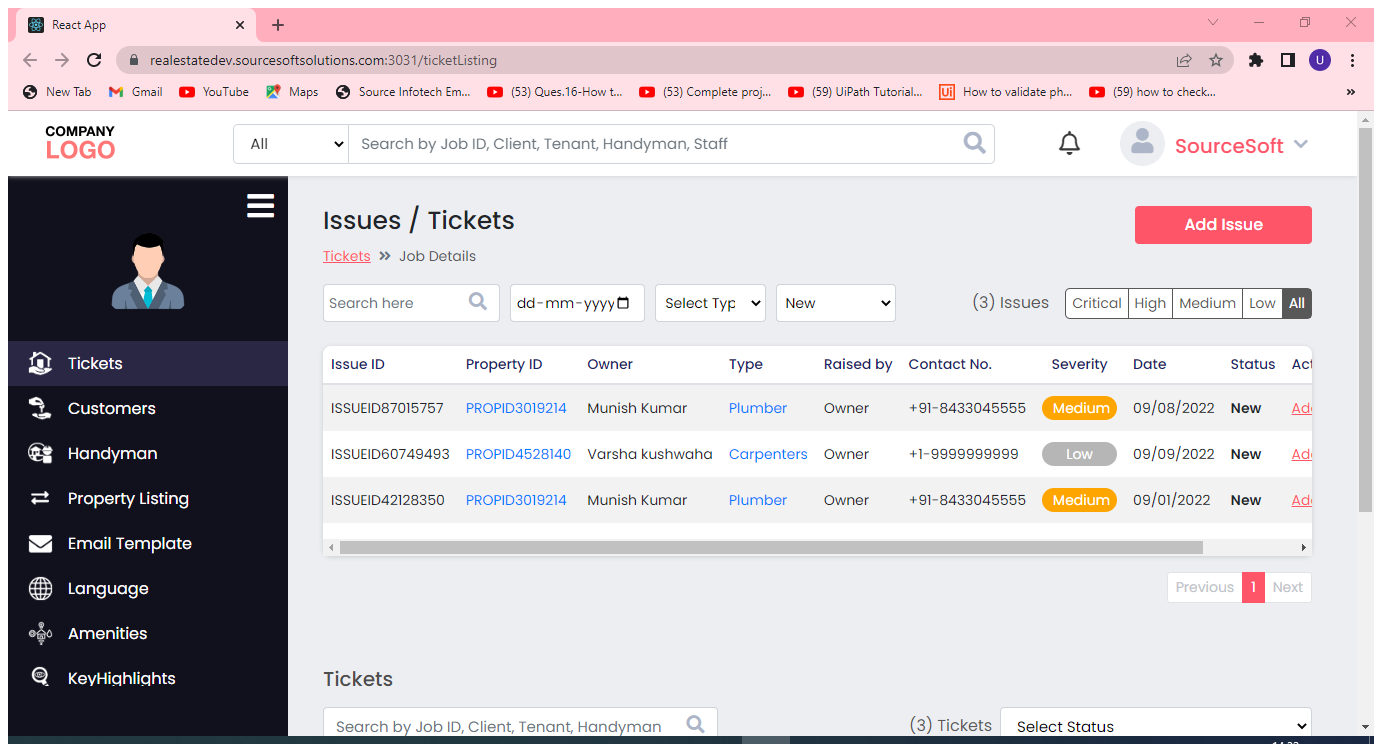 React App
realestatedev.sourcesoftsolutions.com:3031/ticketListing
U
New Tab Gmail YouTube Maps Source Infotech Em... (53) Ques.16-How t... (53) Complete proj... (59) UiPath Tutorial... Ui How to validate ph... (59) how to check...
COMPANY
LOGO
All Search by Job ID, Client, Tenant, Handyman, Staff SourceSoft
Issues / Tickets
Add Issue
Tickets » Job Details
Search here dd-mm-yyyy Select Typ New (3) Issues Critical High Medium Low All
Issue ID Property ID Owner Type Raised by Contact No. Severity Date Status Act
ISSUEID87015757 PROPID3019214 Munish Kumar Plumber Owner +91-8433045555 Medium 09/08/2022 New Add
ISSUEID60749493 PROPID4528140 Varsha kushwaha Carpenters Owner +1-9999999999 Low 09/09/2022 New Add
ISSUEID42128350 PROPID3019214 Munish Kumar Plumber Owner +91-8433045555 Medium 09/01/2022 New Add
Previous 1 Next
Tickets
Customers
Handyman
Property Listing
Email Template
Language
Amenities
KeyHighlights
Tickets
Search by Job ID, Client, Tenant, Handyman (3) Tickets Select Status